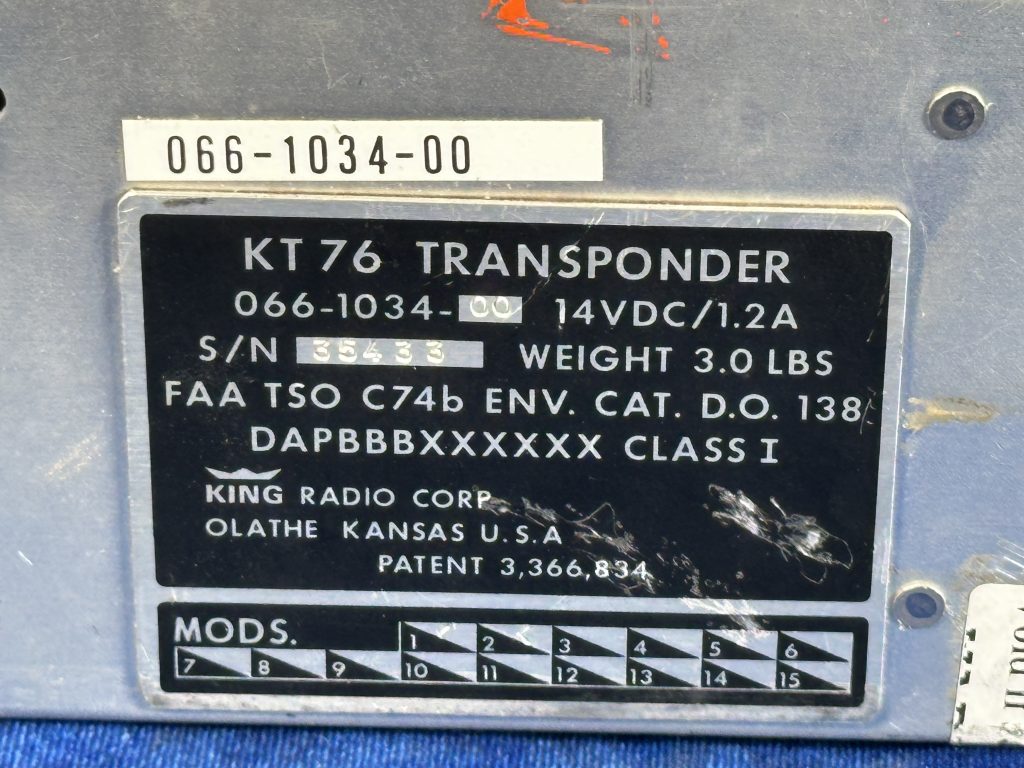 066-1034-00
KT 76 TRANSPONDER
066-1034-00 14VDC/1.2A
S/N 35433 WEIGHT 3.0 LBS
FAA TSO C74b ENV. CAT. D.O. 138/
DAPBBBXXXXXX CLASS I
KING RADIO CORP
OLATHE KANSAS U.S.A
PATENT 3,366,834
MODS. 1 2 3 4 5 6
7 8 9 10 11 12 13 14 15